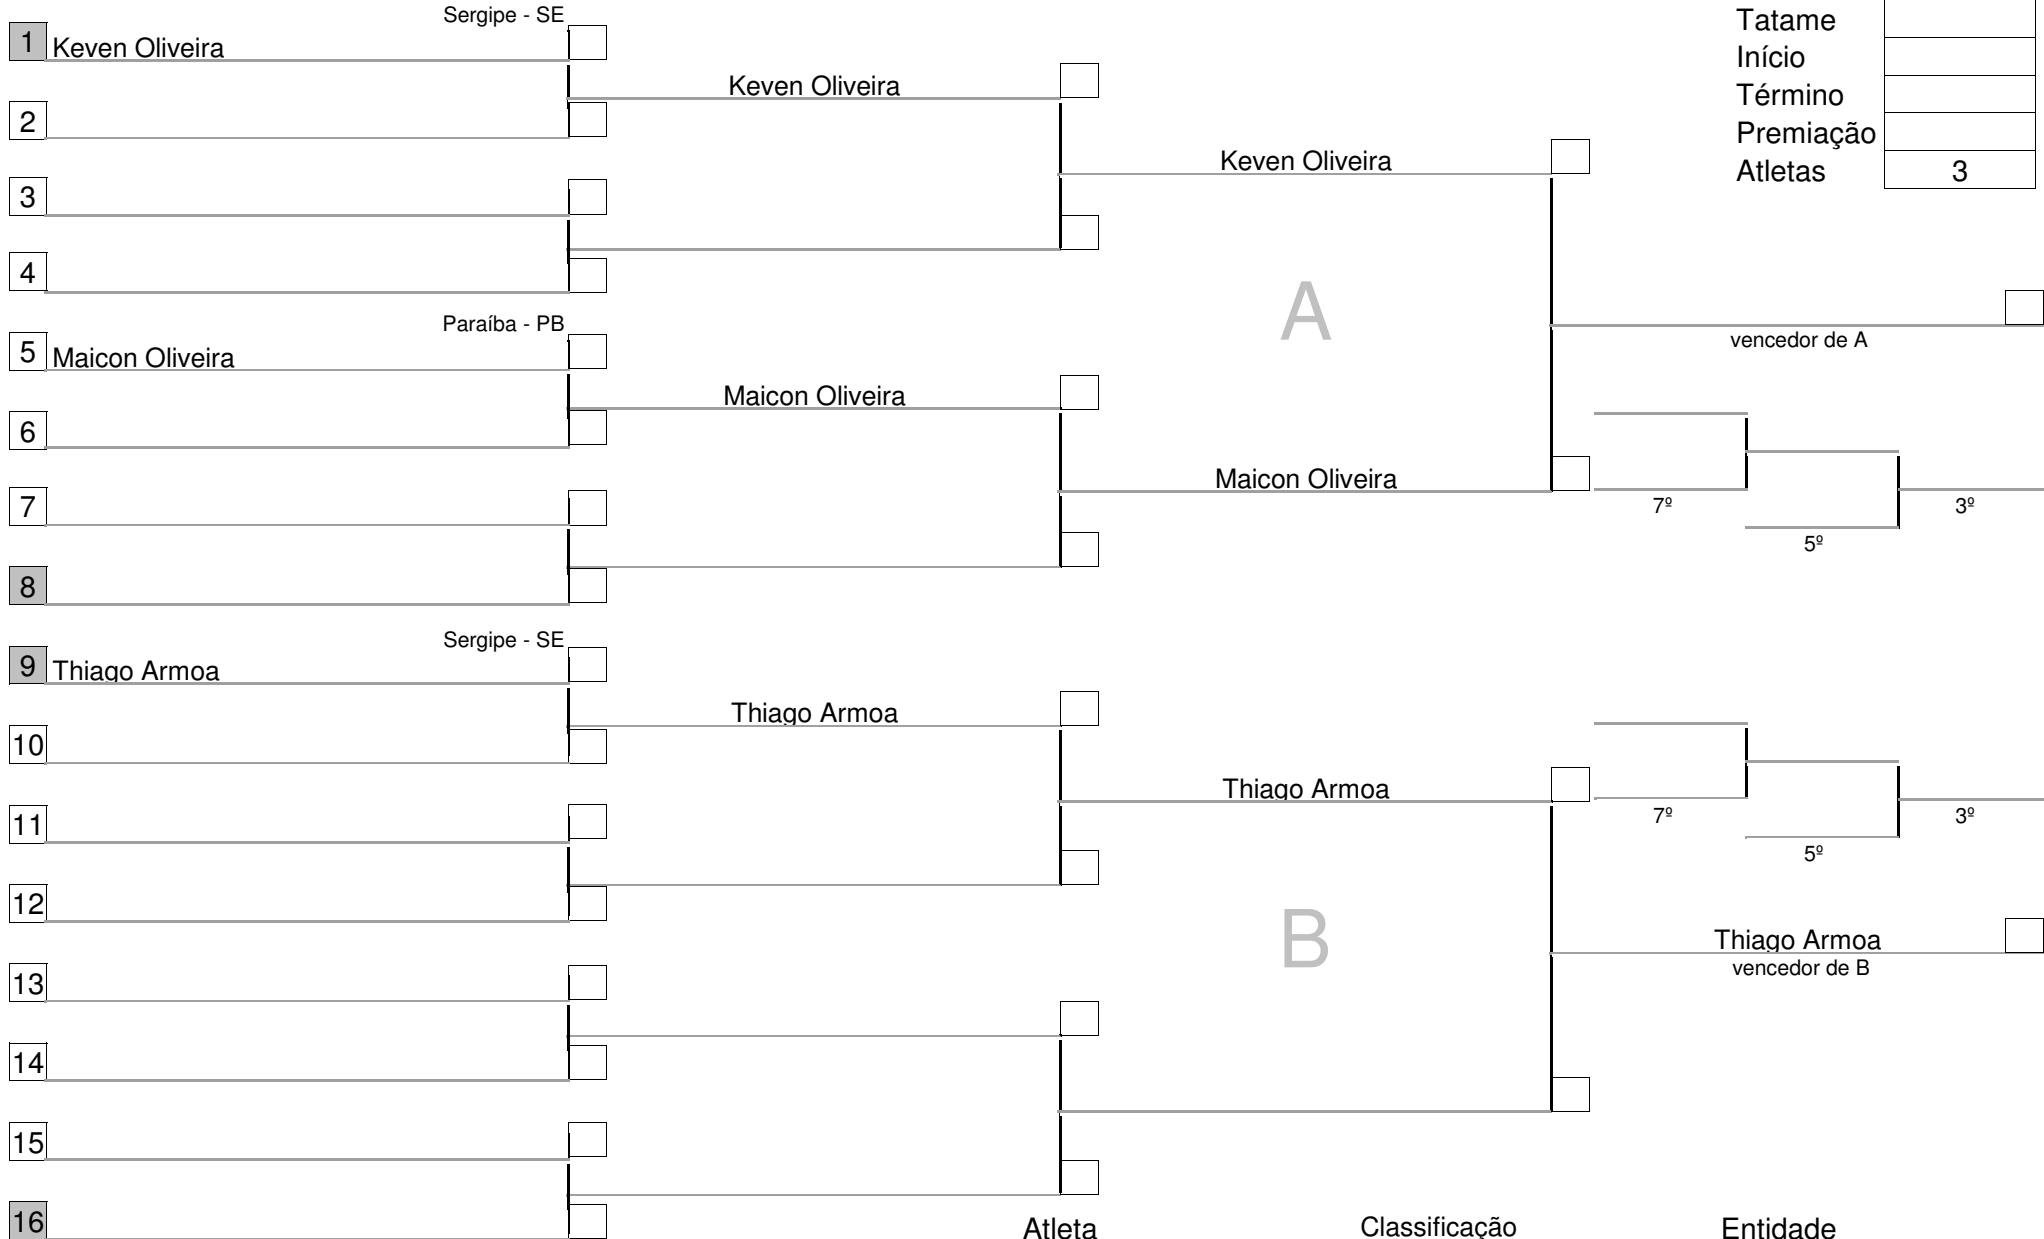 Sergipe - SE
1 Keven Oliveira
Keven Oliveira
2
Keven Oliveira
3
4
A
Paraíba - PB
5 Maicon Oliveira
Maicon Oliveira
6
Maicon Oliveira
7
8
Sergipe - SE
9 Thiago Armoa
Thiago Armoa
10
Thiago Armoa
11
12
B
13
14
15
16
Tatame
Início
Término
Premiação
Atletas 3
vencedor de A
7º
3º
5º
7º
3º
5º
Thiago Armoa
vencedor de B
Atleta Classificação Entidade